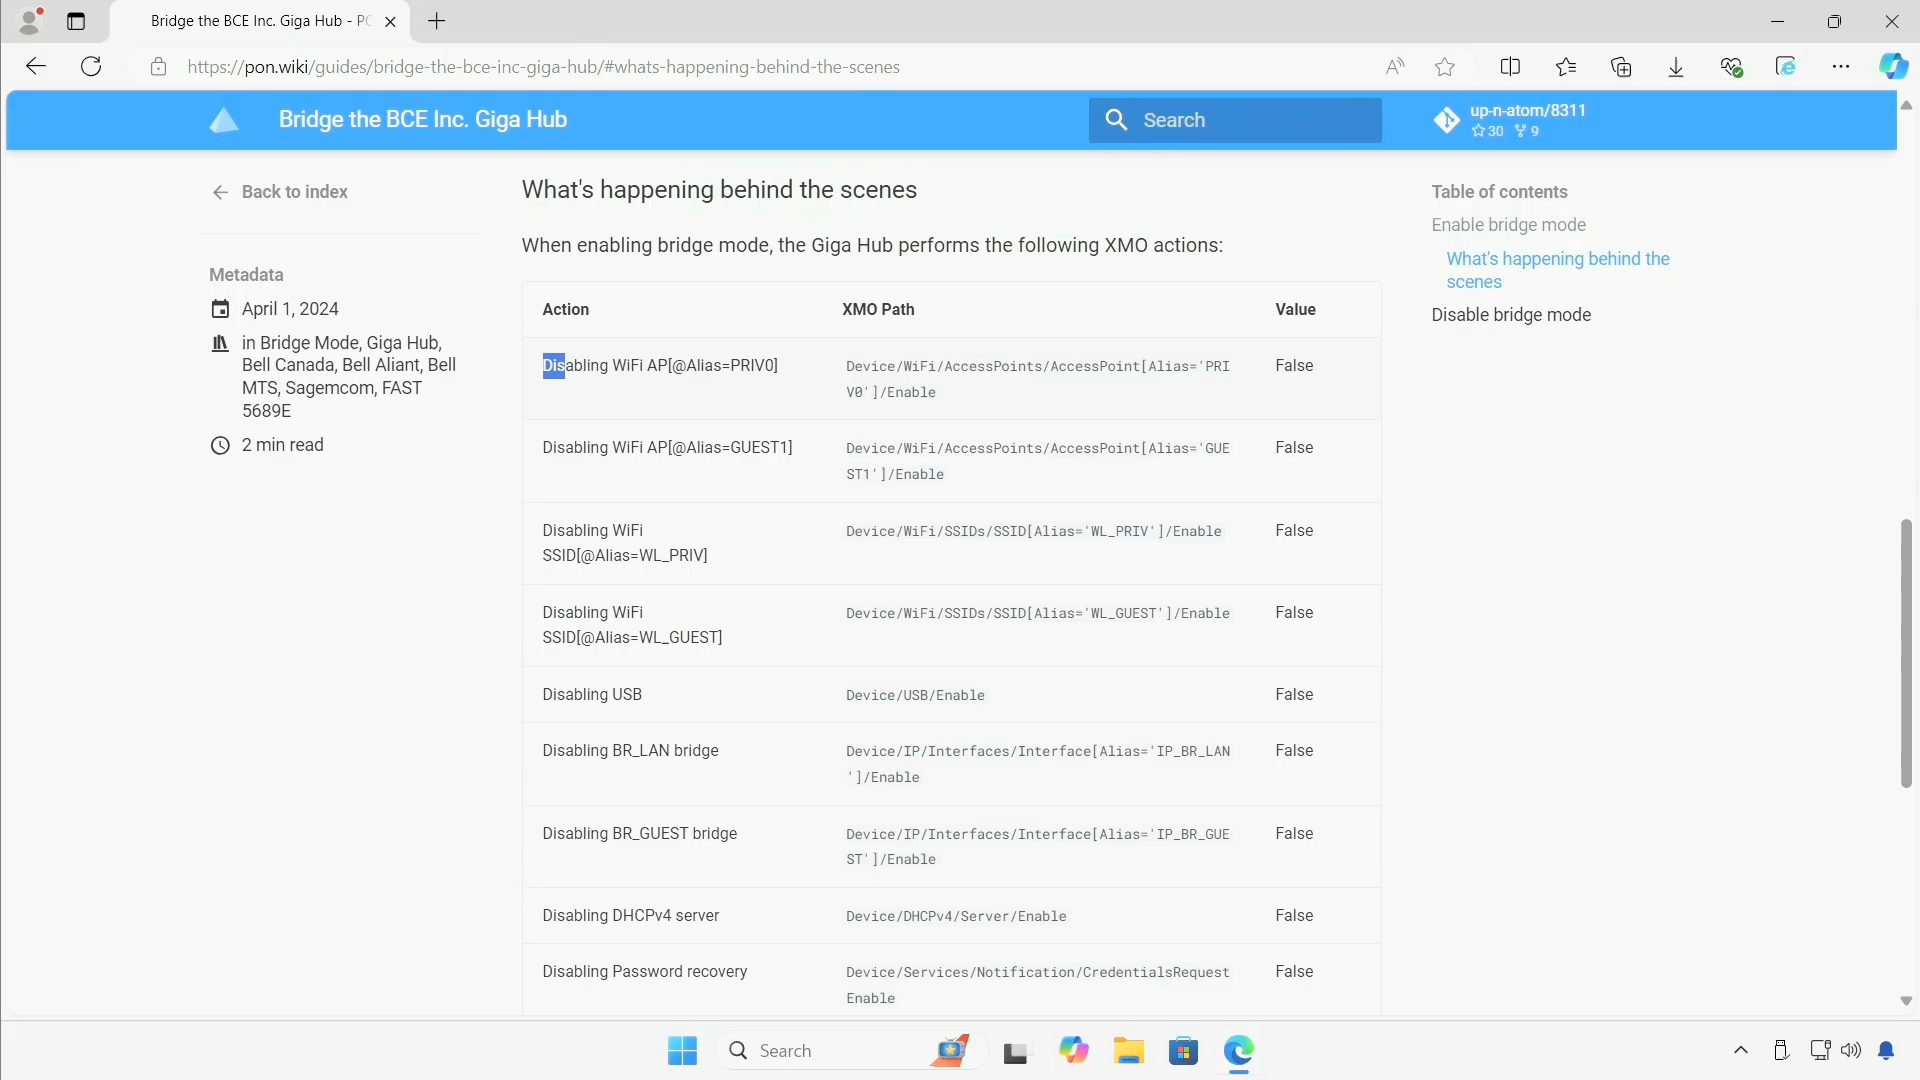 Bridge the BCE Inc. Giga Hub - PC
https://pon.wiki/guides/bridge-the-bce-inc-giga-hub/#whats-happening-behind-the-scenes
Bridge the BCE Inc. Giga Hub
Search
up-n-atom/8311
30 9
Back to index
Metadata
April 1, 2024
in Bridge Mode, Giga Hub,
Bell Canada, Bell Aliant, Bell
MTS, Sagemcom, FAST
5689E
2 min read
What's happening behind the scenes
When enabling bridge mode, the Giga Hub performs the following XMO actions:
Action XMO Path Value
Disabling WiFi AP[@Alias=PRIV0] Device/WiFi/AccessPoints/AccessPoint[Alias='PRI False
V0']/Enable
Disabling WiFi AP[@Alias=GUEST1] Device/WiFi/AccessPoints/AccessPoint[Alias='GUE False
ST1']/Enable
Disabling WiFi Device/WiFi/SSIDs/SSID[Alias='WL_PRIV']/Enable False
SSID[@Alias=WL_PRIV]
Disabling WiFi Device/WiFi/SSIDs/SSID[Alias='WL_GUEST']/Enable False
SSID[@Alias=WL_GUEST]
Disabling USB Device/USB/Enable False
Disabling BR_LAN bridge Device/IP/Interfaces/Interface[Alias='IP_BR_LAN False
']/Enable
Disabling BR_GUEST bridge Device/IP/Interfaces/Interface[Alias='IP_BR_GUE False
ST']/Enable
Disabling DHCPv4 server Device/DHCPv4/Server/Enable False
Disabling Password recovery Device/Services/Notification/CredentialsRequest False
Enable
Table of contents
Enable bridge mode
What's happening behind the
scenes
Disable bridge mode
Search